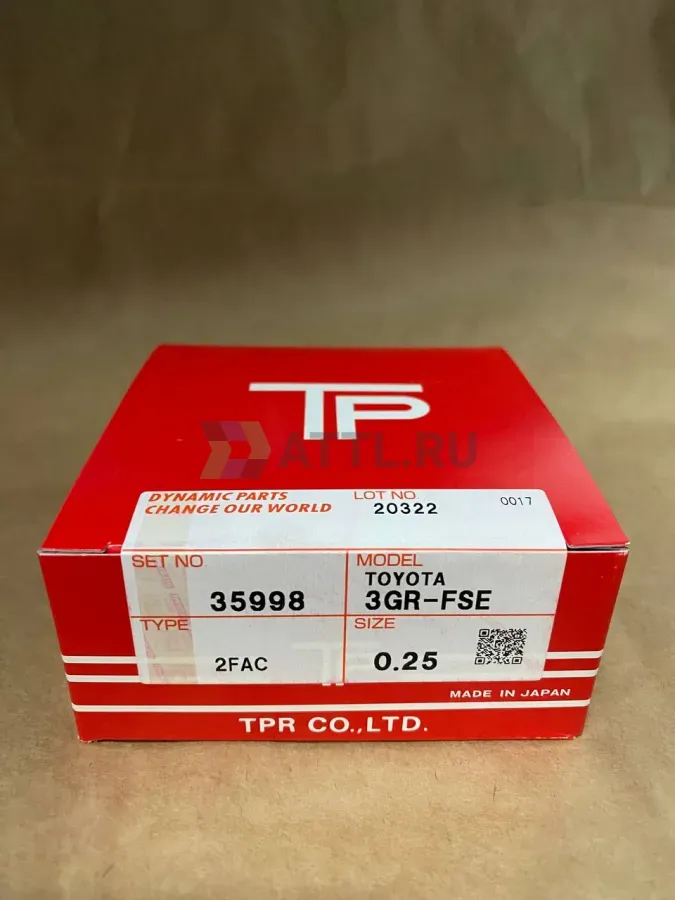 TP
ATTL.RU
DYNAMIC PARTS
CHANGE OUR WORLD
LOT NO.
20322
0017
SET NO.
35998
MODEL
TOYOTA
3GR-FSE
TYPE
2FAC
SIZE
0.25
MADE IN JAPAN
TPR CO.,LTD.